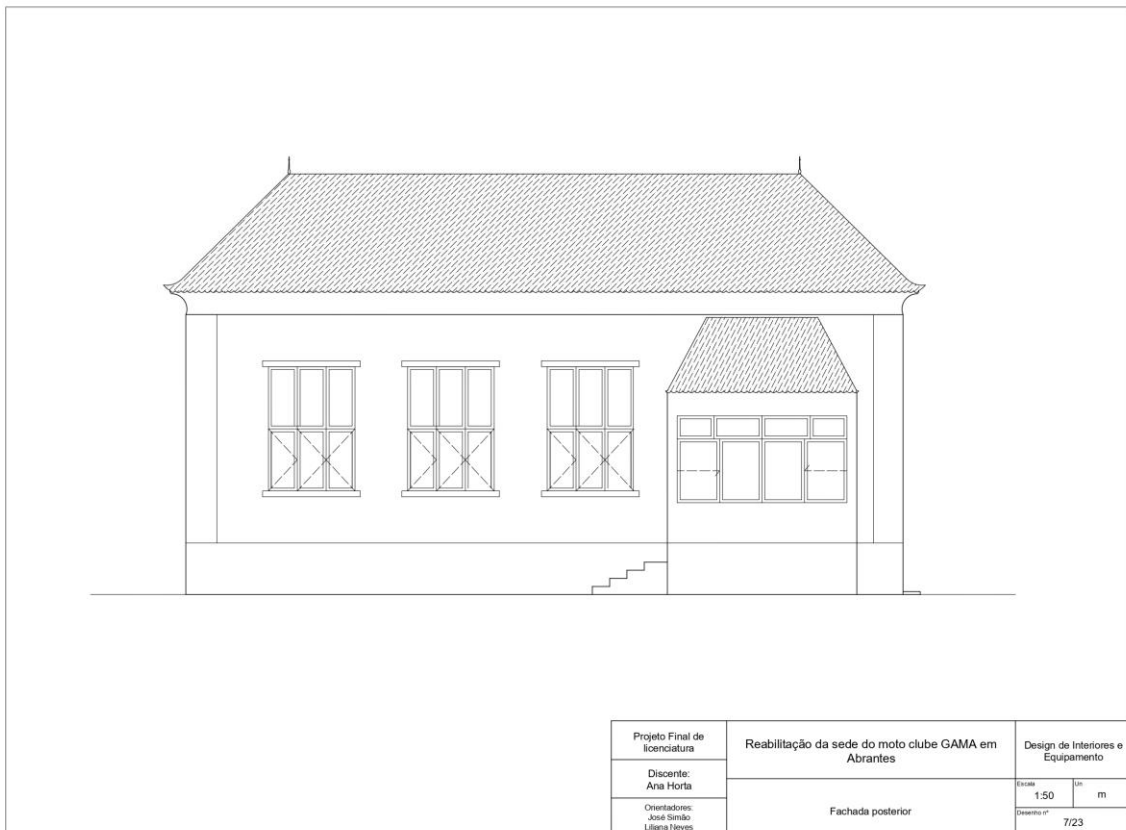 Projeto Final de
licenciatura
Discente:
Ana Horta
Orientadores:
José Simão
Liliana Neves
Reabilitação da sede do moto clube GAMA em
Abrantes
Fachada posterior
Design de Interiores e
Equipamento
Escala
1:50
Un
m
Desenho nº
7/23